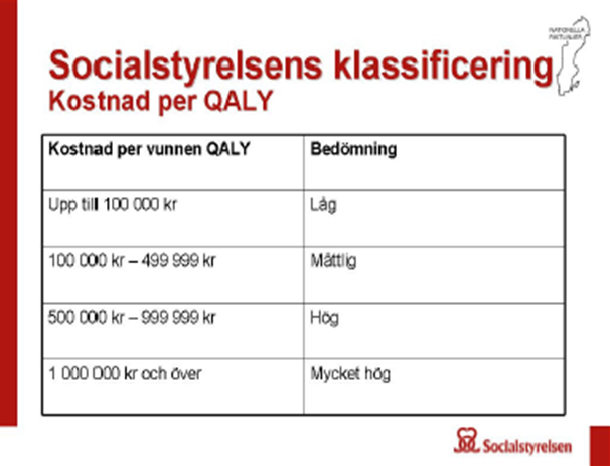 NATIONELLA
RIKTLINJER
Socialstyrelsens klassificering
Kostnad per QALY
Kostnad per vunnen QALY Bedömning
Upp till 100 000 kr Låg
100 000 kr – 499 999 kr Måttlig
500 000 kr – 999 999 kr Hög
1 000 000 kr och över Mycket hög
Socialstyrelsen